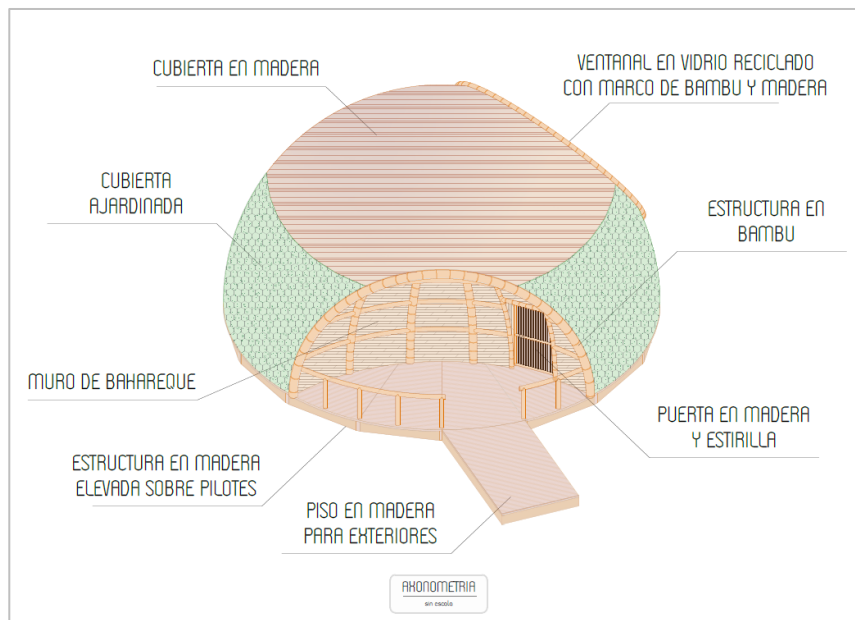 CUBIERTA EN MADERA
VENTANAL EN VIDRIO RECICLADO
CON MARCO DE BAMBU Y MADERA
CUBIERTA
AJARDINADA
ESTRUCTURA EN
BAMBU
MURO DE BAHAREQUE
PUERTA EN MADERA
Y ESTIRILLA
ESTRUCTURA EN MADERA
ELEVADA SOBRE PILOTES
PISO EN MADERA
PARA EXTERIORES
AXONOMETRIA
sin escala